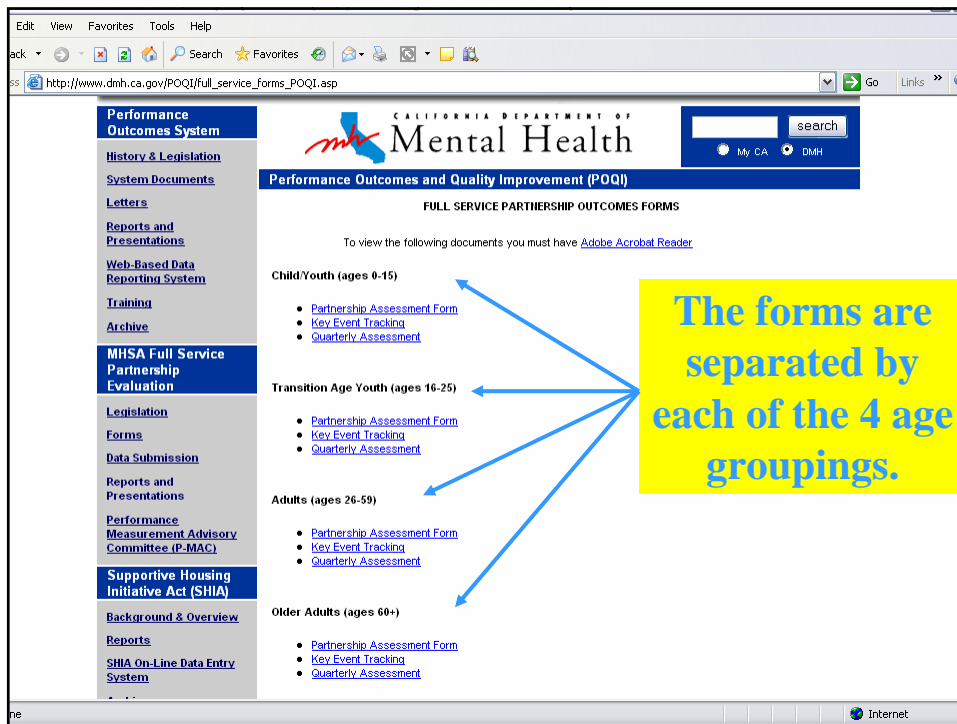 Edit View Favorites Tools Help
ack Search Favorites
ss http://www.dmh.ca.gov/POQI/full_service_forms_POQI.asp Go Links »
Performance
Outcomes System
History & Legislation
System Documents
Letters
Reports and
Presentations
Web-Based Data
Reporting System
Training
Archive
MHSA Full Service
Partnership
Evaluation
Legislation
Forms
Data Submission
Reports and
Presentations
Performance
Measurement Advisory
Committee (P-MAC)
Supportive Housing
Initiative Act (SHIA)
Background & Overview
Reports
SHIA On-Line Data Entry
System
mh
CALIFORNIA DEPARTMENT OF
Mental Health
search
My CA DMH
Performance Outcomes and Quality Improvement (POQI)
FULL SERVICE PARTNERSHIP OUTCOMES FORMS
To view the following documents you must have Adobe Acrobat Reader
Child/Youth (ages 0-15)
Partnership Assessment Form
Key Event Tracking
Quarterly Assessment
Transition Age Youth (ages 16-25)
Partnership Assessment Form
Key Event Tracking
Quarterly Assessment
Adults (ages 26-59)
Partnership Assessment Form
Key Event Tracking
Quarterly Assessment
Older Adults (ages 60+)
Partnership Assessment Form
Key Event Tracking
Quarterly Assessment
The forms are
separated by
each of the 4 age
groupings.
ne Internet